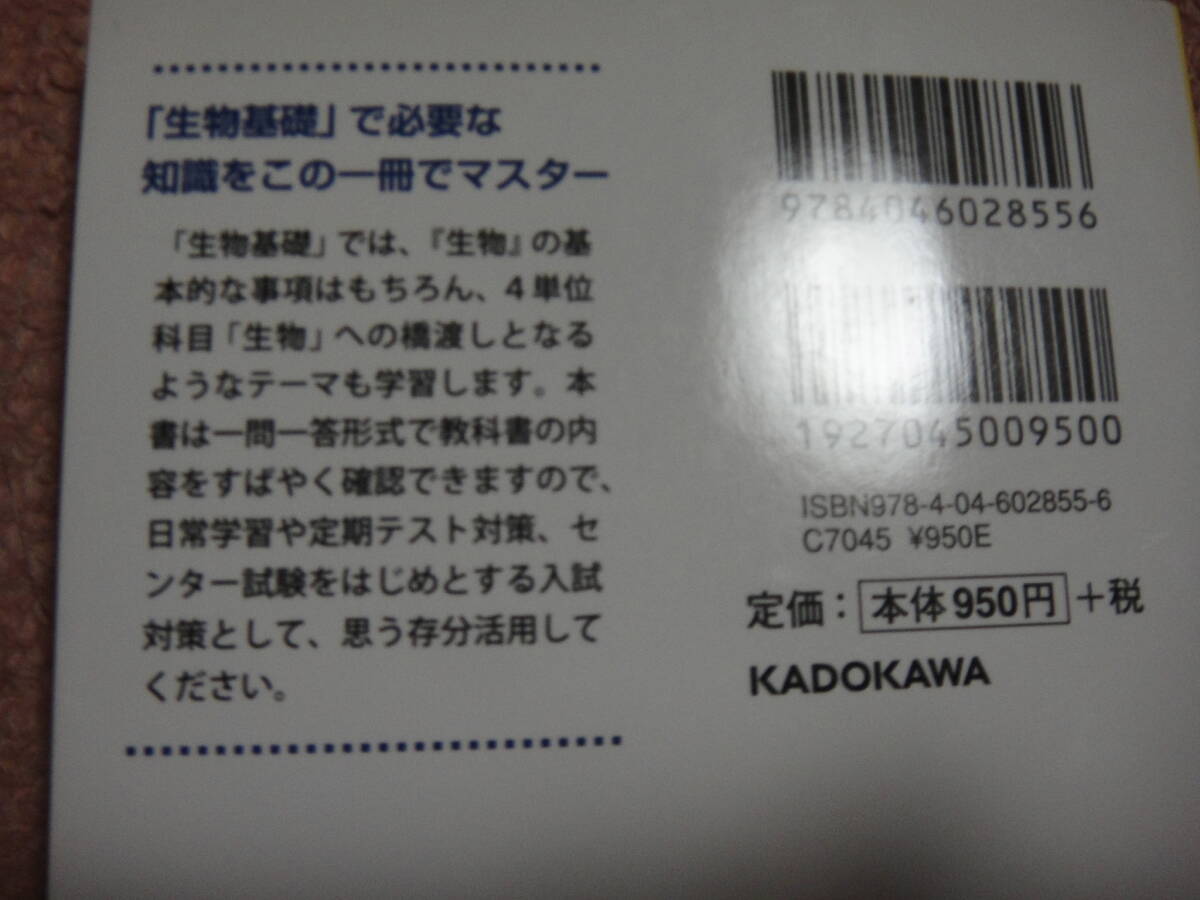 「生物基礎」で必要な
知識をこの一冊でマスター
「生物基礎」では、『生物』の基
本的な事項はもちろん、4単位
科目「生物」への橋渡しとなる
ようなテーマも学習します。本
書は一問一答形式で教科書の内
容をすばやく確認できますので、
日常学習や定期テスト対策、セ
ンター試験をはじめとする入試
対策として、思う存分活用して
ください。
9784046028556
1927045009500
ISBN978-4-04-602855-6
C7045 ¥950E
定価：本体950円+税
KADOKAWA